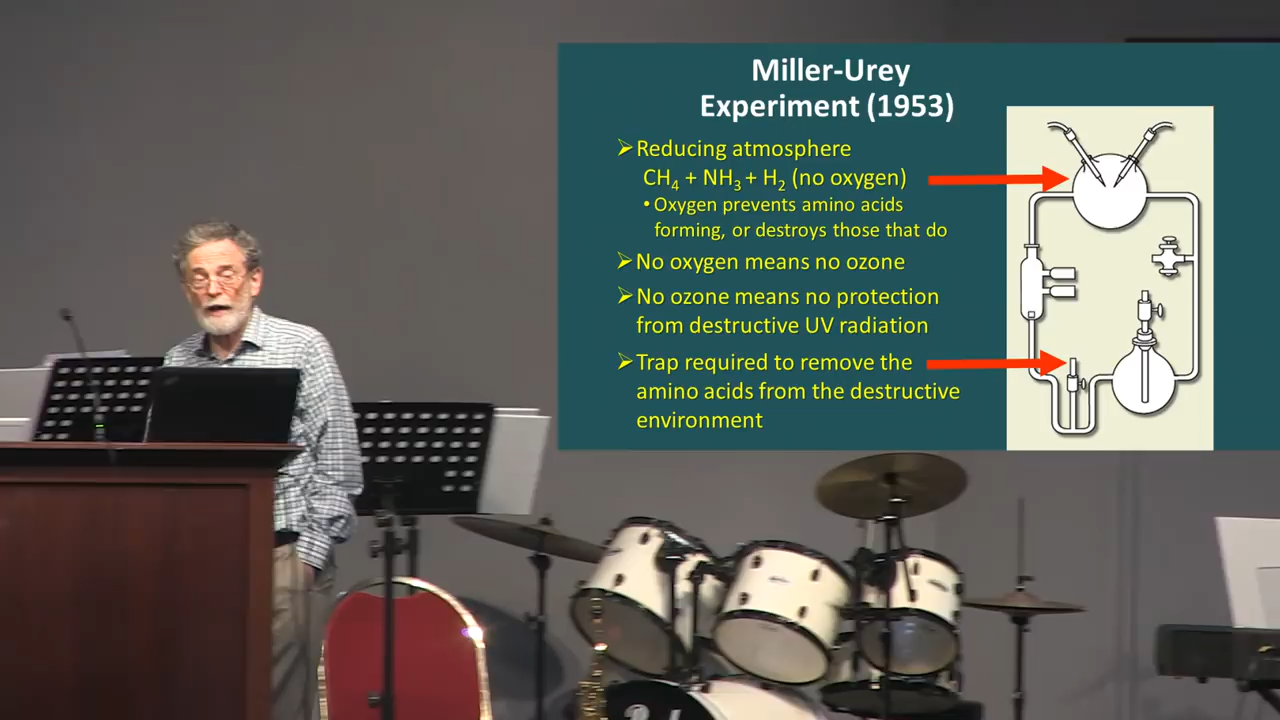 Miller-Urey
Experiment (1953)
➢Reducing atmosphere
CH₄ + NH₃ + H₂ (no oxygen)
• Oxygen prevents amino acids
forming, or destroys those that do
➢No oxygen means no ozone
➢No ozone means no protection
from destructive UV radiation
➢Trap required to remove the
amino acids from the destructive
environment